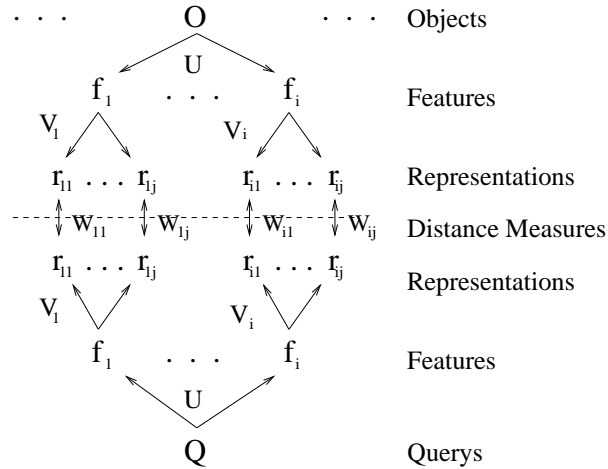 . . . O . . . Objects
U
f1 . . . fi Features
V1 Vi
r11 . . . r1j ri1 . . . rij Representations
W11 W1j Wi1 Wij Distance Measures
r11 . . . r1j ri1 . . . rij Representations
V1 Vi
f1 . . . fi Features
U
Q Querys